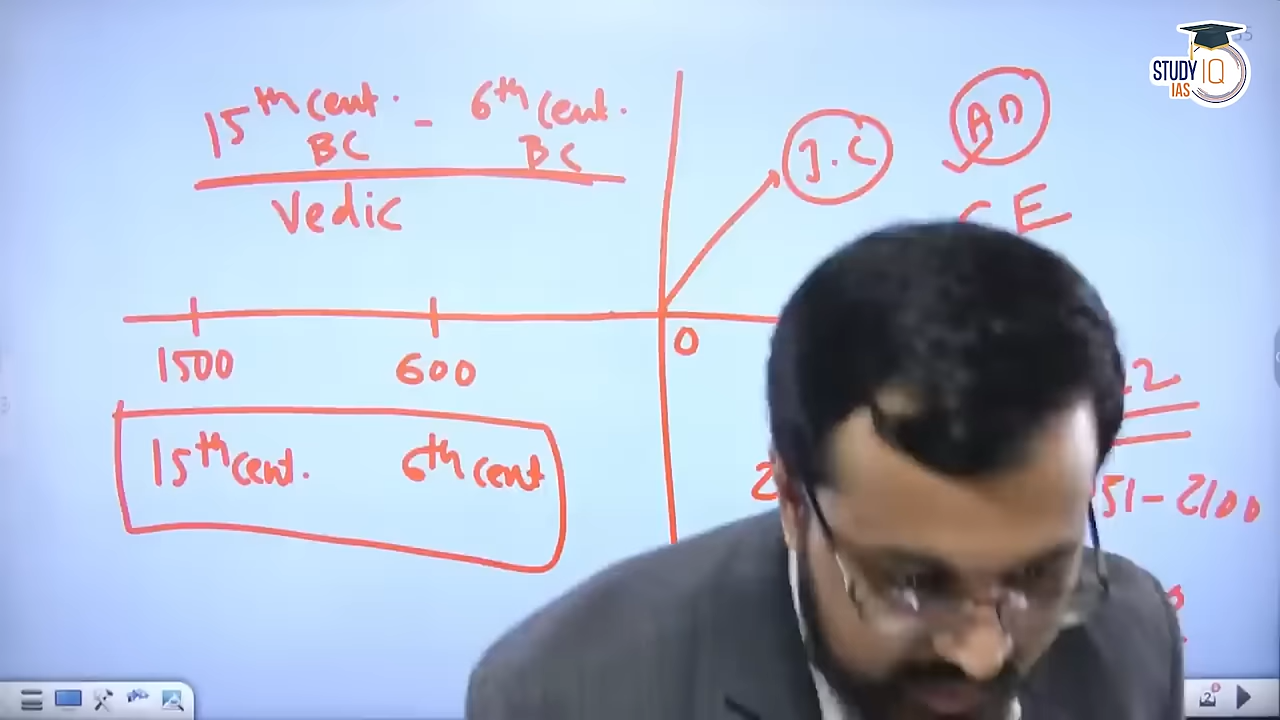 15th cent. - 6th cent.
BC BC
Vedic
J.C
AD
CE
STUDY IQ
IAS
1500 600 0
15th cent. 6th cent
51-2100